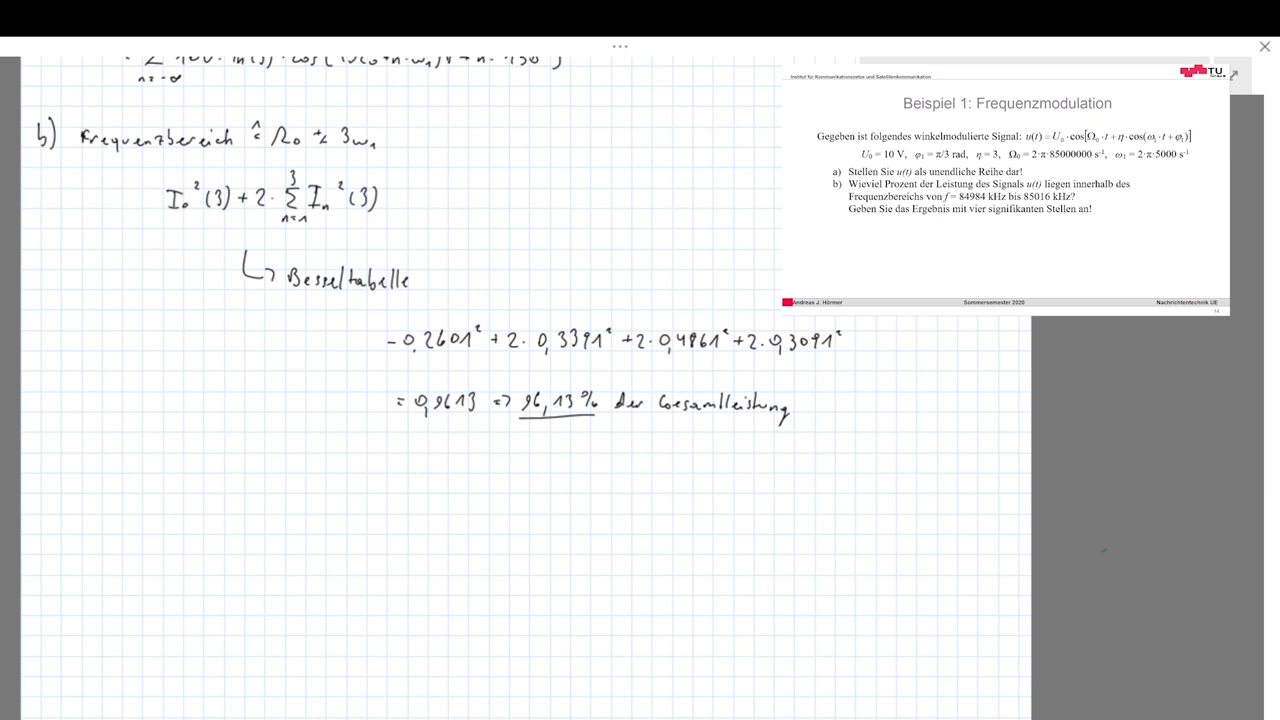 b) Frequenzbereich ≙ Ω₀ ± 3ω₁
I₀²(3) + 2 · Σ Iₙ²(3)
3
n=1
↳ Besseltabelle
-0,2601² + 2 · 0,3391² + 2 · 0,4861² + 2 · 0,3091²
= 0,9613 => 96,13% der Gesamtleistung
Institut für Kommunikationsnetze und Satellitenkommunikation
TU
Beispiel 1: Frequenzmodulation
Gegeben ist folgendes winkelmodulierte Signal: u(t) = U₀ · cos[Ω₀ · t + η · cos(ω₁ · t + φ₁)]
U₀ = 10 V, φ₁ = π/3 rad, η = 3, Ω₀ = 2·π·85000000 s⁻¹, ω₁ = 2·π·5000 s⁻¹
a) Stellen Sie u(t) als unendliche Reihe dar!
b) Wieviel Prozent der Leistung des Signals u(t) liegen innerhalb des
Frequenzbereichs von f = 84984 kHz bis 85016 kHz?
Geben Sie das Ergebnis mit vier signifikanten Stellen an!
Andreas J. Hörmer Sommersemester 2020 Nachrichtentechnik UE
14